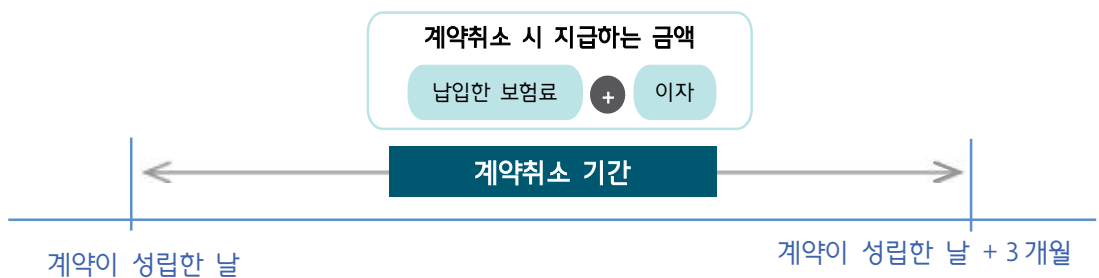 계약취소 시 지급하는 금액
납입한 보험료 + 이자
계약취소 기간
계약이 성립한 날
계약이 성립한 날 + 3개월